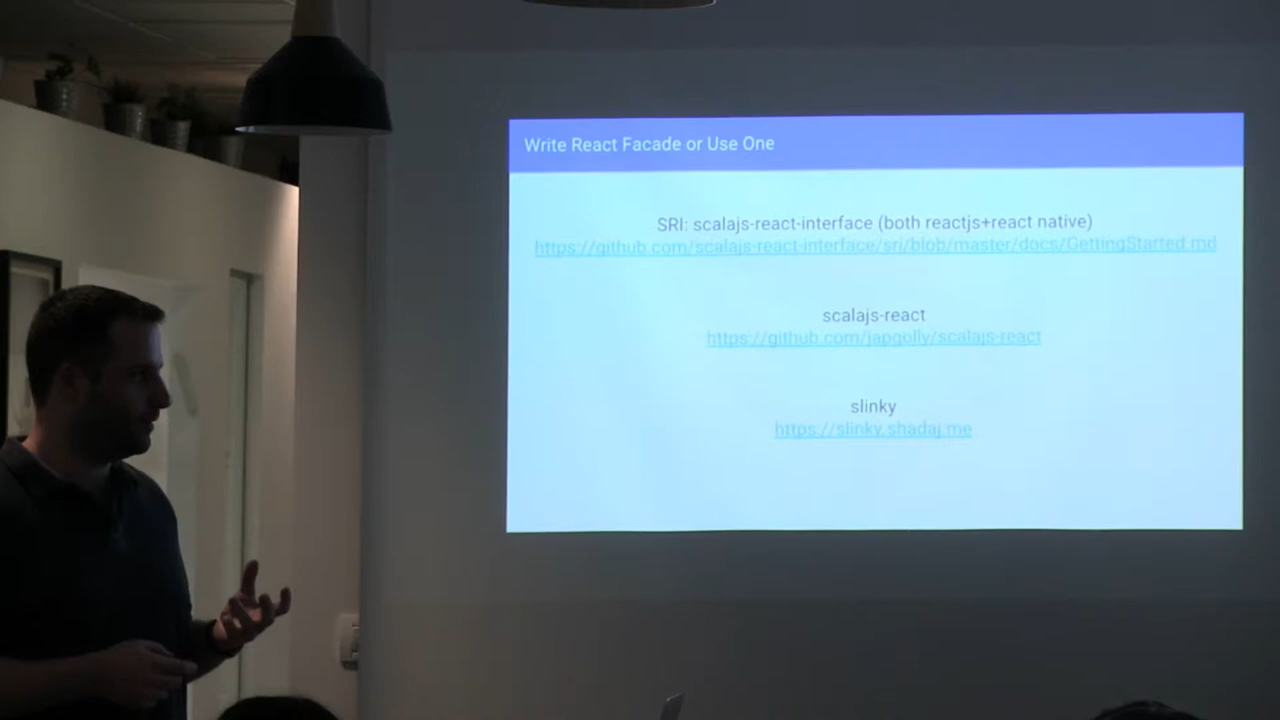 Write React Facade or Use One
SRI: scalajs-react-interface (both reactjs+react native)
https://github.com/scalajs-react-interface/sri/blob/master/docs/GettingStarted.md
scalajs-react
https://github.com/japgolly/scalajs-react
slinky
https://slinky.shadaj.me